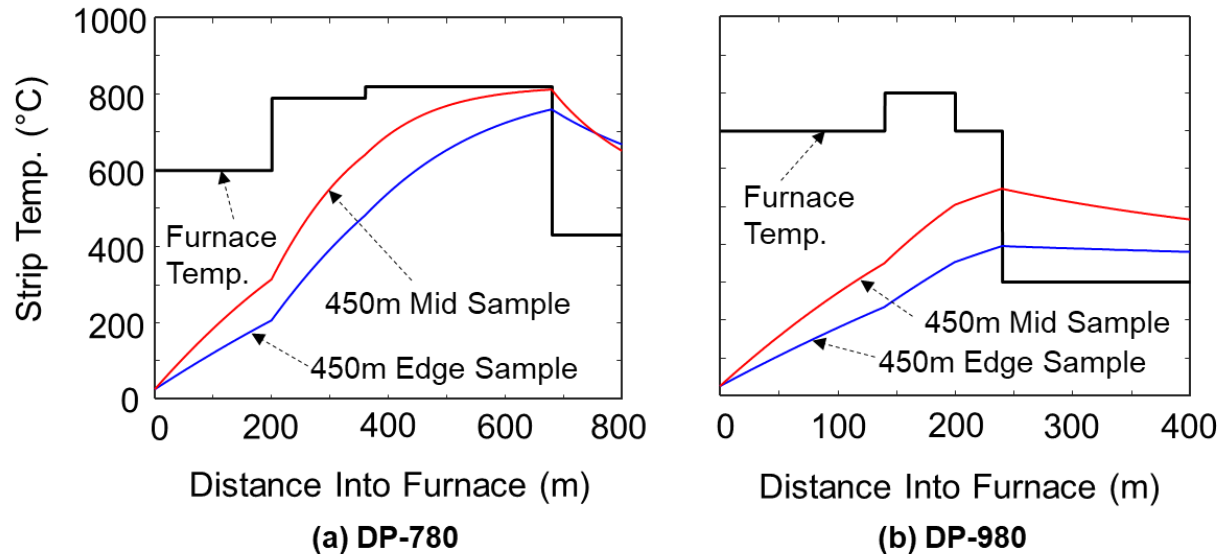 1000
800
600
400
200
0
Strip Temp. (°C)
Furnace
Temp.
450m Mid Sample
450m Edge Sample
0 200 400 600 800
Distance Into Furnace (m)
(a) DP-780
Furnace
Temp.
450m Mid Sample
450m Edge Sample
0 100 200 300 400
Distance Into Furnace (m)
(b) DP-980